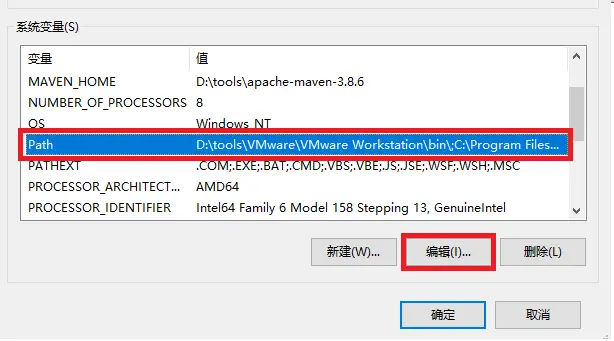 系统变量(S)
变量 值
MAVEN_HOME D:\tools\apache-maven-3.8.6
NUMBER_OF_PROCESSORS 8
OS Windows_NT
Path D:\tools\VMware\VMware Workstation\bin\;C:\Program Files...
PATHEXT .COM;.EXE;.BAT;.CMD;.VBS;.VBE;.JS;.JSE;.WSF;.WSH;.MSC
PROCESSOR_ARCHITECT... AMD64
PROCESSOR_IDENTIFIER Intel64 Family 6 Model 158 Stepping 13, GenuineIntel
新建(W)... 编辑(I)... 删除(L)
确定 取消